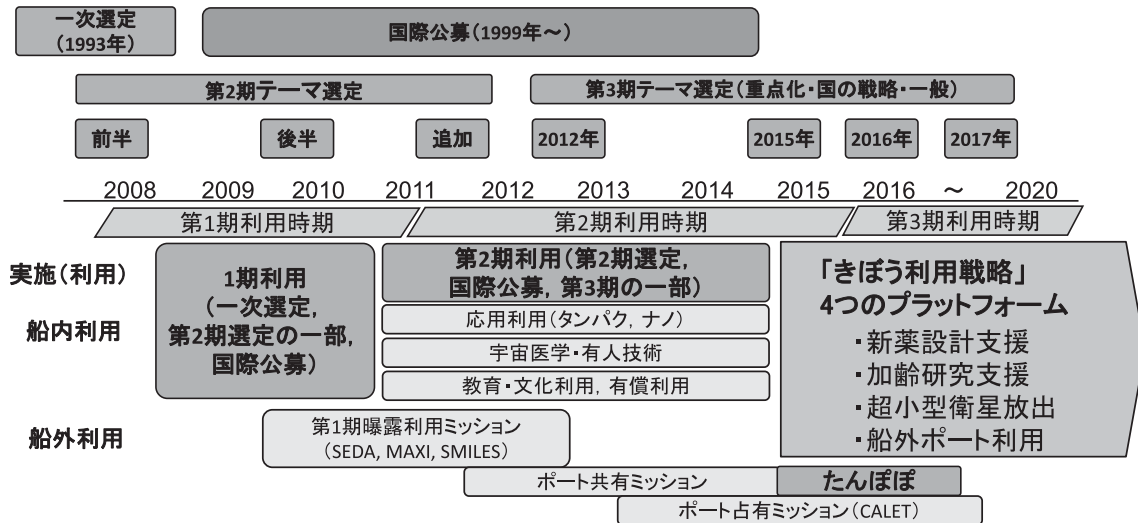 一次選定
(1993年)
国際公募(1999年～)
第2期テーマ選定
第3期テーマ選定(重点化・国の戦略・一般)
前半
後半
追加
2012年
2015年
2016年
2017年
2008 2009 2010 2011 2012 2013 2014 2015 2016 ～ 2020
第1期利用時期
第2期利用時期
第3期利用時期
実施(利用)
船内利用
船外利用
1期利用
(一次選定,
第2期選定の一部,
国際公募)
第2期利用(第2期選定,
国際公募, 第3期の一部)
応用利用(タンパク, ナノ)
宇宙医学・有人技術
教育・文化利用, 有償利用
「きぼう利用戦略」
4つのプラットフォーム
・新薬設計支援
・加齢研究支援
・超小型衛星放出
・船外ポート利用
第1期曝露利用ミッション
(SEDA, MAXI, SMILES)
ポート共有ミッション
たんぽぽ
ポート占有ミッション(CALET)